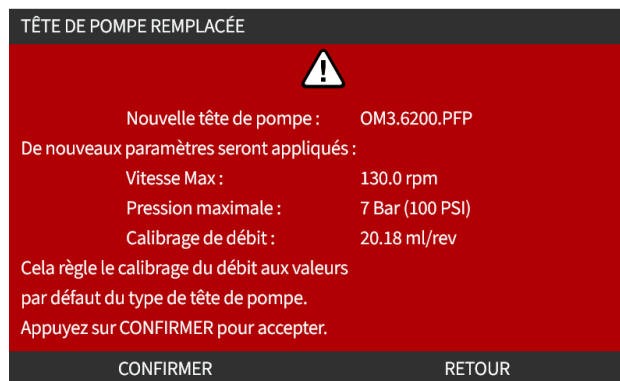 TÊTE DE POMPE REMPLACÉE
Nouvelle tête de pompe : OM3.6200.PFP
De nouveaux paramètres seront appliqués :
Vitesse Max : 130.0 rpm
Pression maximale : 7 Bar (100 PSI)
Calibrage de débit : 20.18 ml/rev
Cela règle le calibrage du débit aux valeurs
par défaut du type de tête de pompe.
Appuyez sur CONFIRMER pour accepter.
CONFIRMER RETOUR